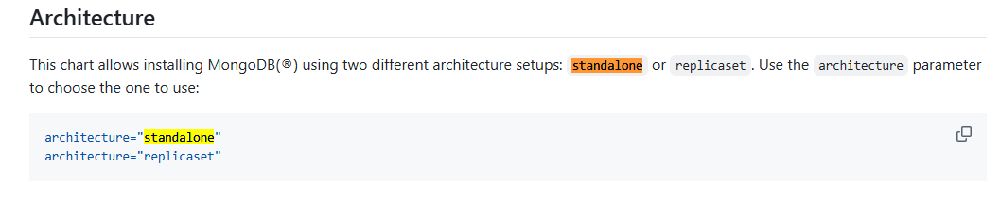 Architecture
This chart allows installing MongoDB(®) using two different architecture setups: standalone or replicaset. Use the architecture parameter
to choose the one to use:
architecture="standalone"
architecture="replicaset"